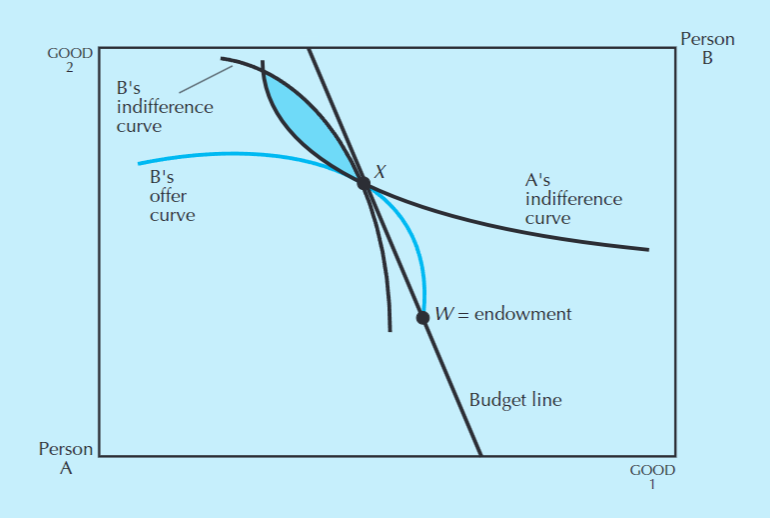 GOOD
2
Person
B
B's
indifference
curve
X
B's
offer
curve
A's
indifference
curve
W = endowment
Budget line
Person
A
GOOD
1